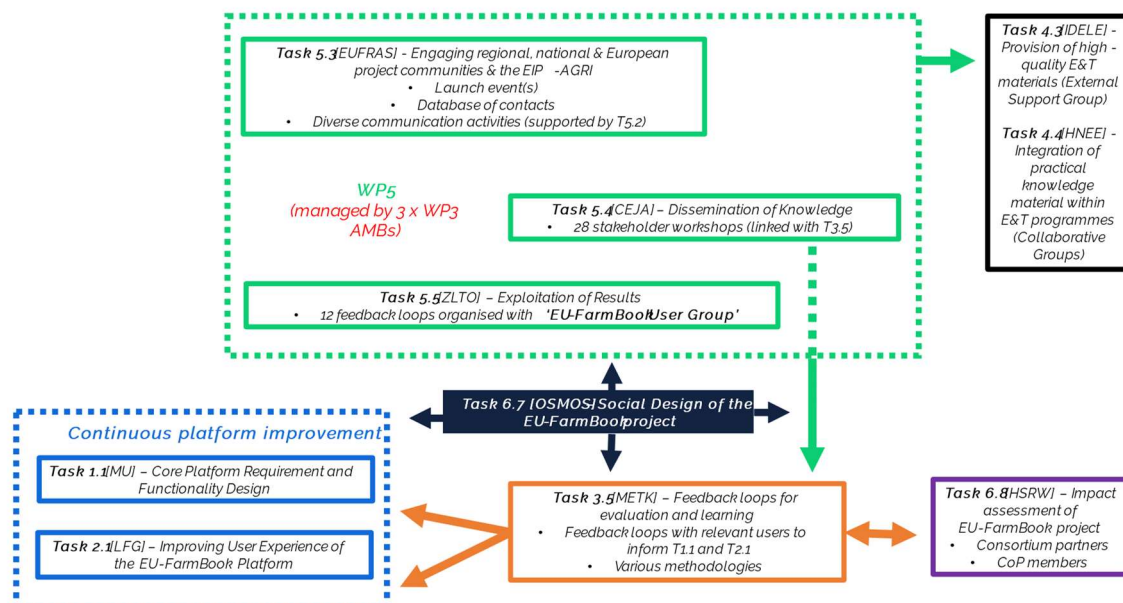 Task 5.3[EUFRAS] - Engaging regional, national & European
project communities & the EIP -AGRI
• Launch event(s)
• Database of contacts
• Diverse communication activities (supported by T5.2)
Task 4.3[IDELE] -
Provision of high -
quality E&T
materials (External
Support Group)
Task 4.4[HNEE] -
Integration of
practical
knowledge
material within
E&T programmes
(Collaborative
Groups)
WP5
(managed by 3 x WP3
AMBs)
Task 5.4[CEJA] – Dissemination of Knowledge
• 28 stakeholder workshops (linked with T3.5)
Task 5.5[ZLTO] – Exploitation of Results
• 12 feedback loops organised with 'EU-FarmBook User Group'
Task 6.7 [OSMOS]-Social Design of the
EU-FarmBook project
Continuous platform improvement
Task 1.1[MU] – Core Platform Requirement and
Functionality Design
Task 2.1[LFG] – Improving User Experience of
the EU-FarmBook Platform
Task 3.5[METK] – Feedback loops for
evaluation and learning
• Feedback loops with relevant users to
inform T1.1 and T2.1
• Various methodologies
Task 6.8[HSRW] – Impact
assessment of
EU-FarmBook project
• Consortium partners
• CoP members